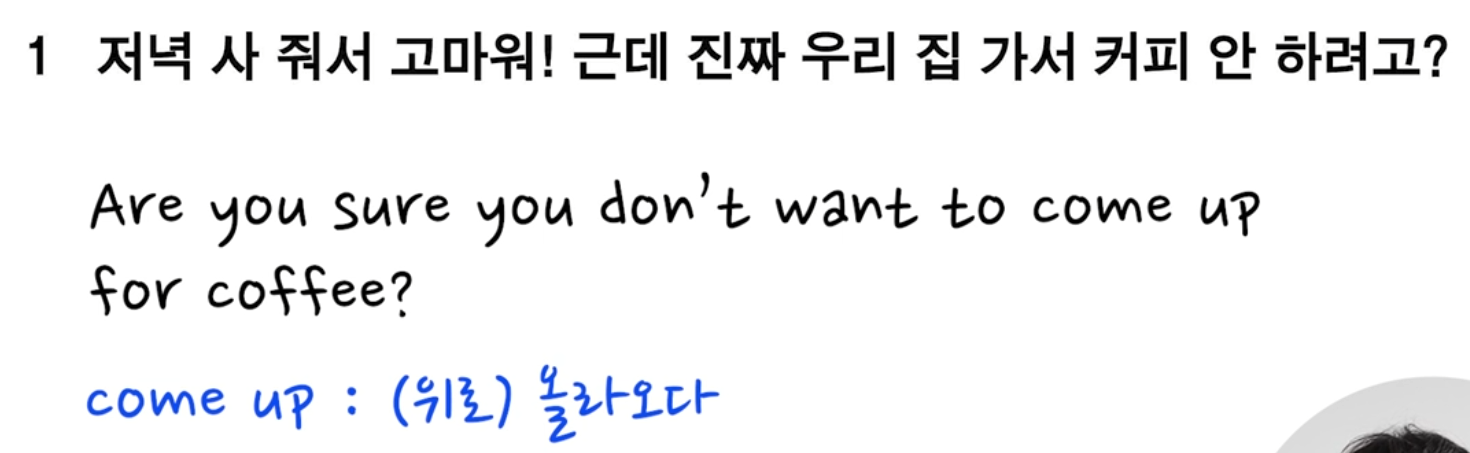 1 저녁 사 줘서 고마워! 근데 진짜 우리 집 가서 커피 안 하려고?
Are you sure you don't want to come up
for coffee?
come up : (위로) 올라오다